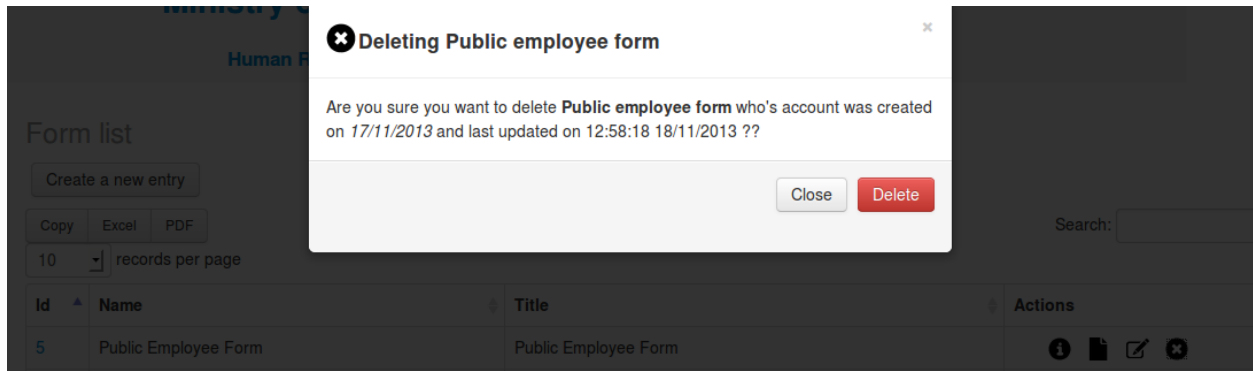 Deleting Public employee form
×
Human
Are you sure you want to delete Public employee form who's account was created
on 17/11/2013 and last updated on 12:58:18 18/11/2013 ??
Form list
Create a new entry
Close Delete
Copy Excel PDF Search:
10 records per page
Id Name Title Actions
5 Public Employee Form Public Employee Form